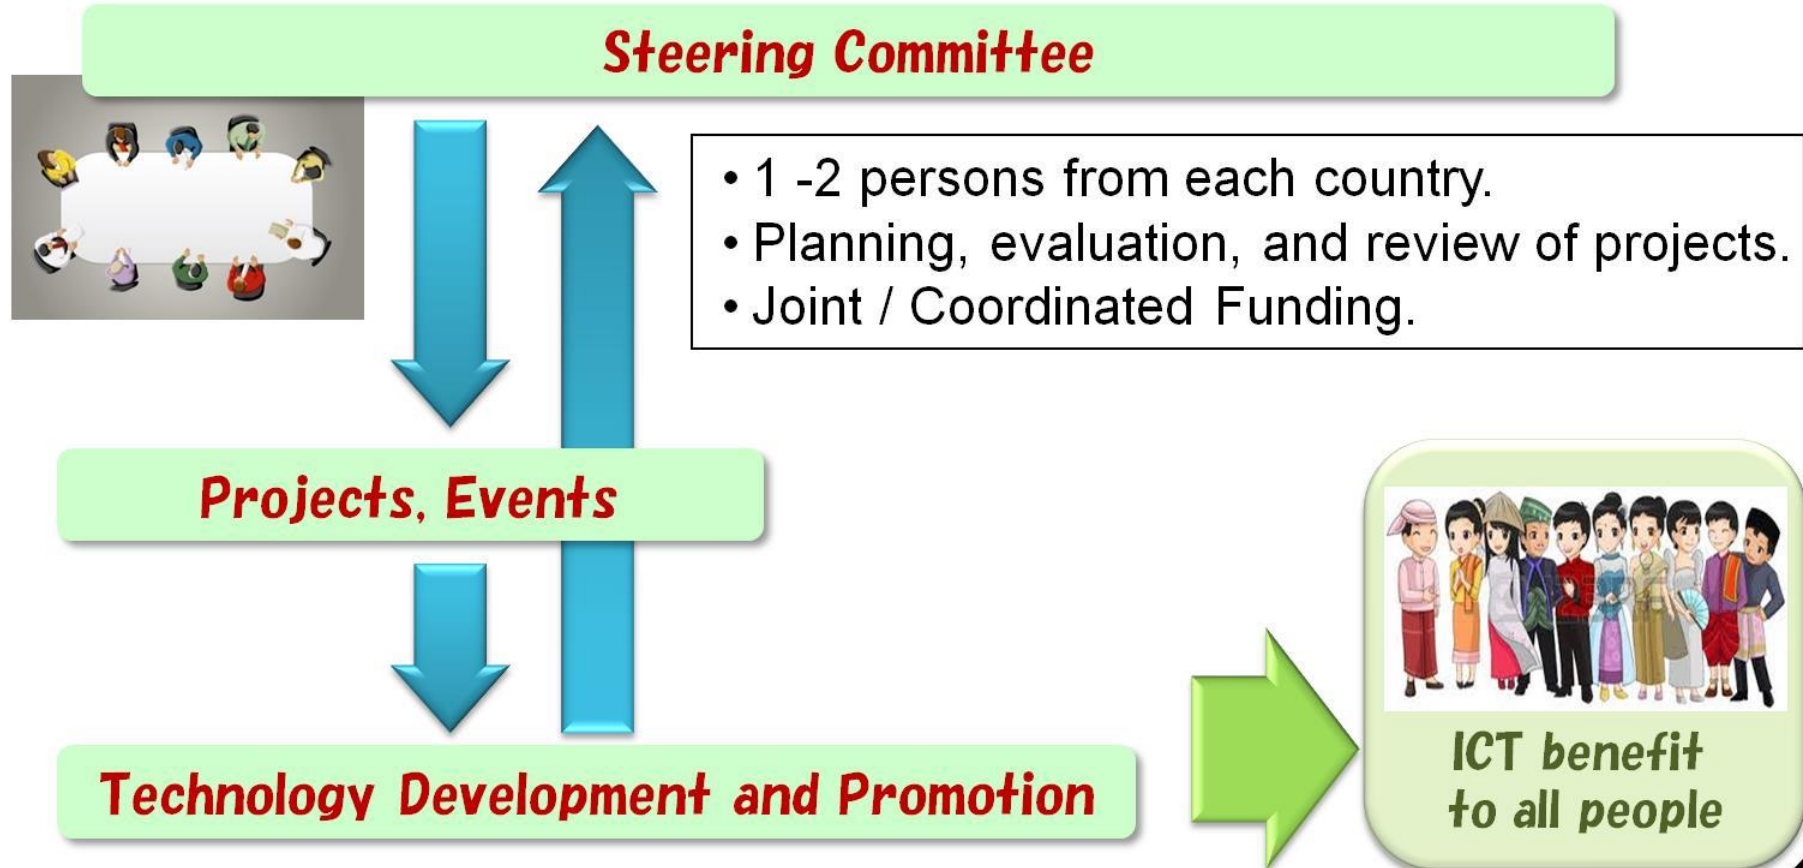 Steering Committee
• 1 -2 persons from each country.
• Planning, evaluation, and review of projects.
• Joint / Coordinated Funding.
Projects, Events
Technology Development and Promotion
ICT benefit
to all people